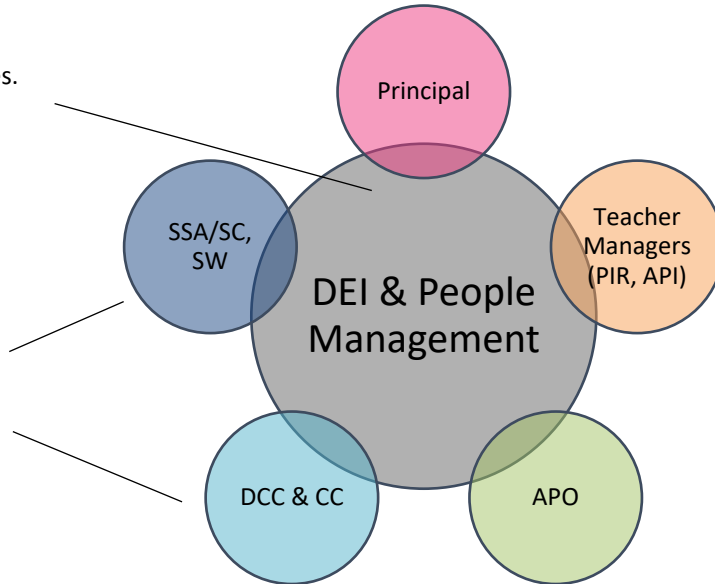 s.
Principal
SSA/SC,
SW
Teacher
Managers
(PIR, API)
DEI & People
Management
DCC & CC
APO